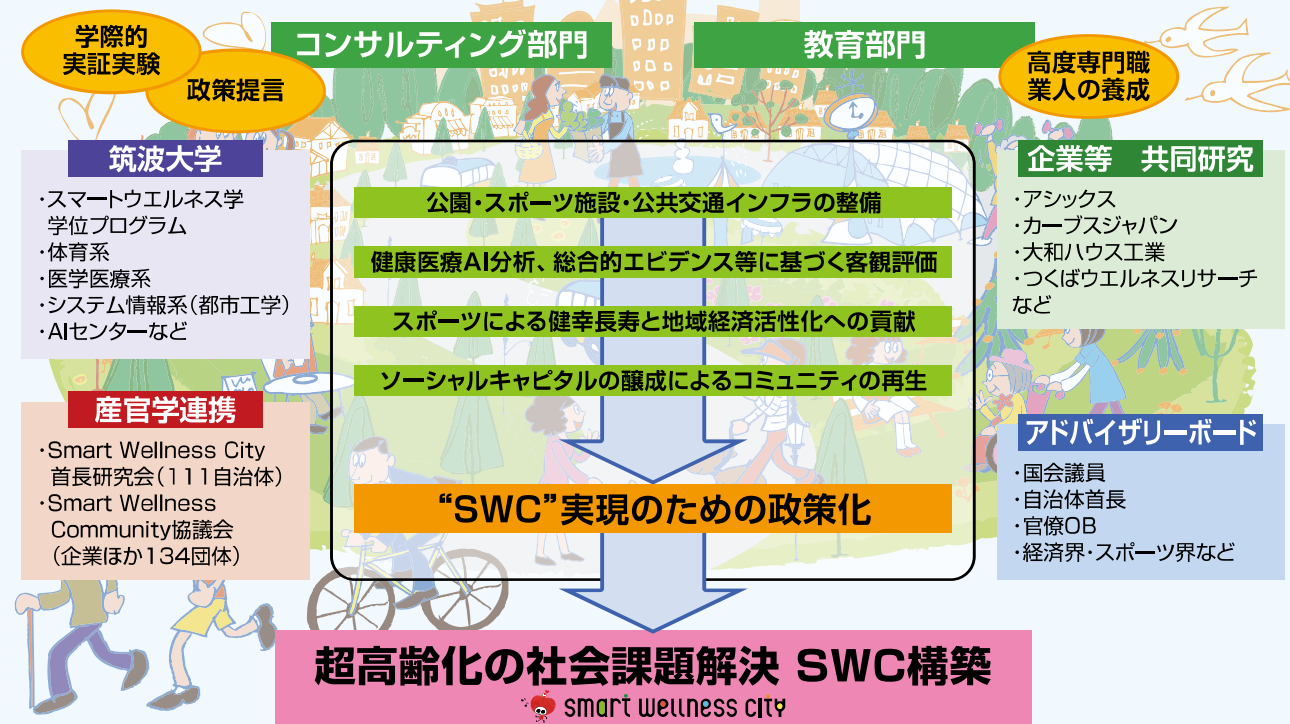 学際的
実証実験
政策提言
コンサルティング部門
教育部門
高度専門職
業人の養成
筑波大学
・スマートウエルネス学
学位プログラム
・体育系
・医学医療系
・システム情報系（都市工学）
・AIセンターなど
産官学連携
・Smart Wellness City
首長研究会（111自治体）
・Smart Wellness
Community協議会
（企業ほか134団体）
公園・スポーツ施設・公共交通インフラの整備
健康医療AI分析、総合的エビデンス等に基づく客観評価
スポーツによる健幸長寿と地域経済活性化への貢献
ソーシャルキャピタルの醸成によるコミュニティの再生
“SWC”実現のための政策化
企業等　共同研究
・アシックス
・カーブスジャパン
・大和ハウス工業
・つくばウエルネスリサーチ
など
アドバイザリーボード
・国会議員
・自治体首長
・官僚OB
・経済界・スポーツ界など
超高齢化の社会課題解決 SWC構築
smart wellness city